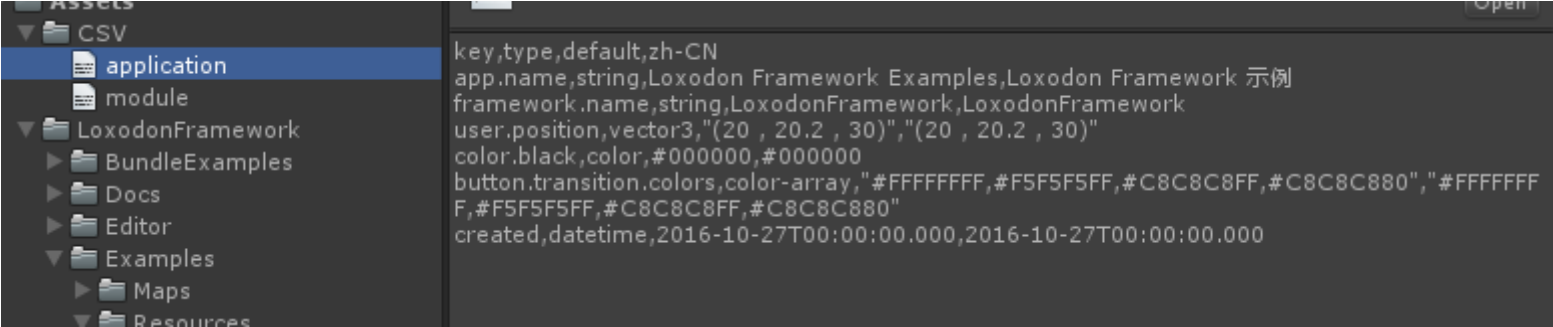 Assets
CSV
application
module
LoxodonFramework
BundleExamples
Docs
Editor
Examples
Maps
Resources
Open
key,type,default,zh-CN
app.name,string,Loxodon Framework Examples,Loxodon Framework 示例
framework.name,string,LoxodonFramework,LoxodonFramework
user.position,vector3,"(20 , 20.2 , 30)","(20 , 20.2 , 30)"
color.black,color,#000000,#000000
button.transition.colors,color-array,"#FFFFFFFF,#F5F5F5FF,#C8C8C8FF,#C8C8C880","#FFFFFFF
F,#F5F5F5FF,#C8C8C8FF,#C8C8C880"
created,datetime,2016-10-27T00:00:00.000,2016-10-27T00:00:00.000